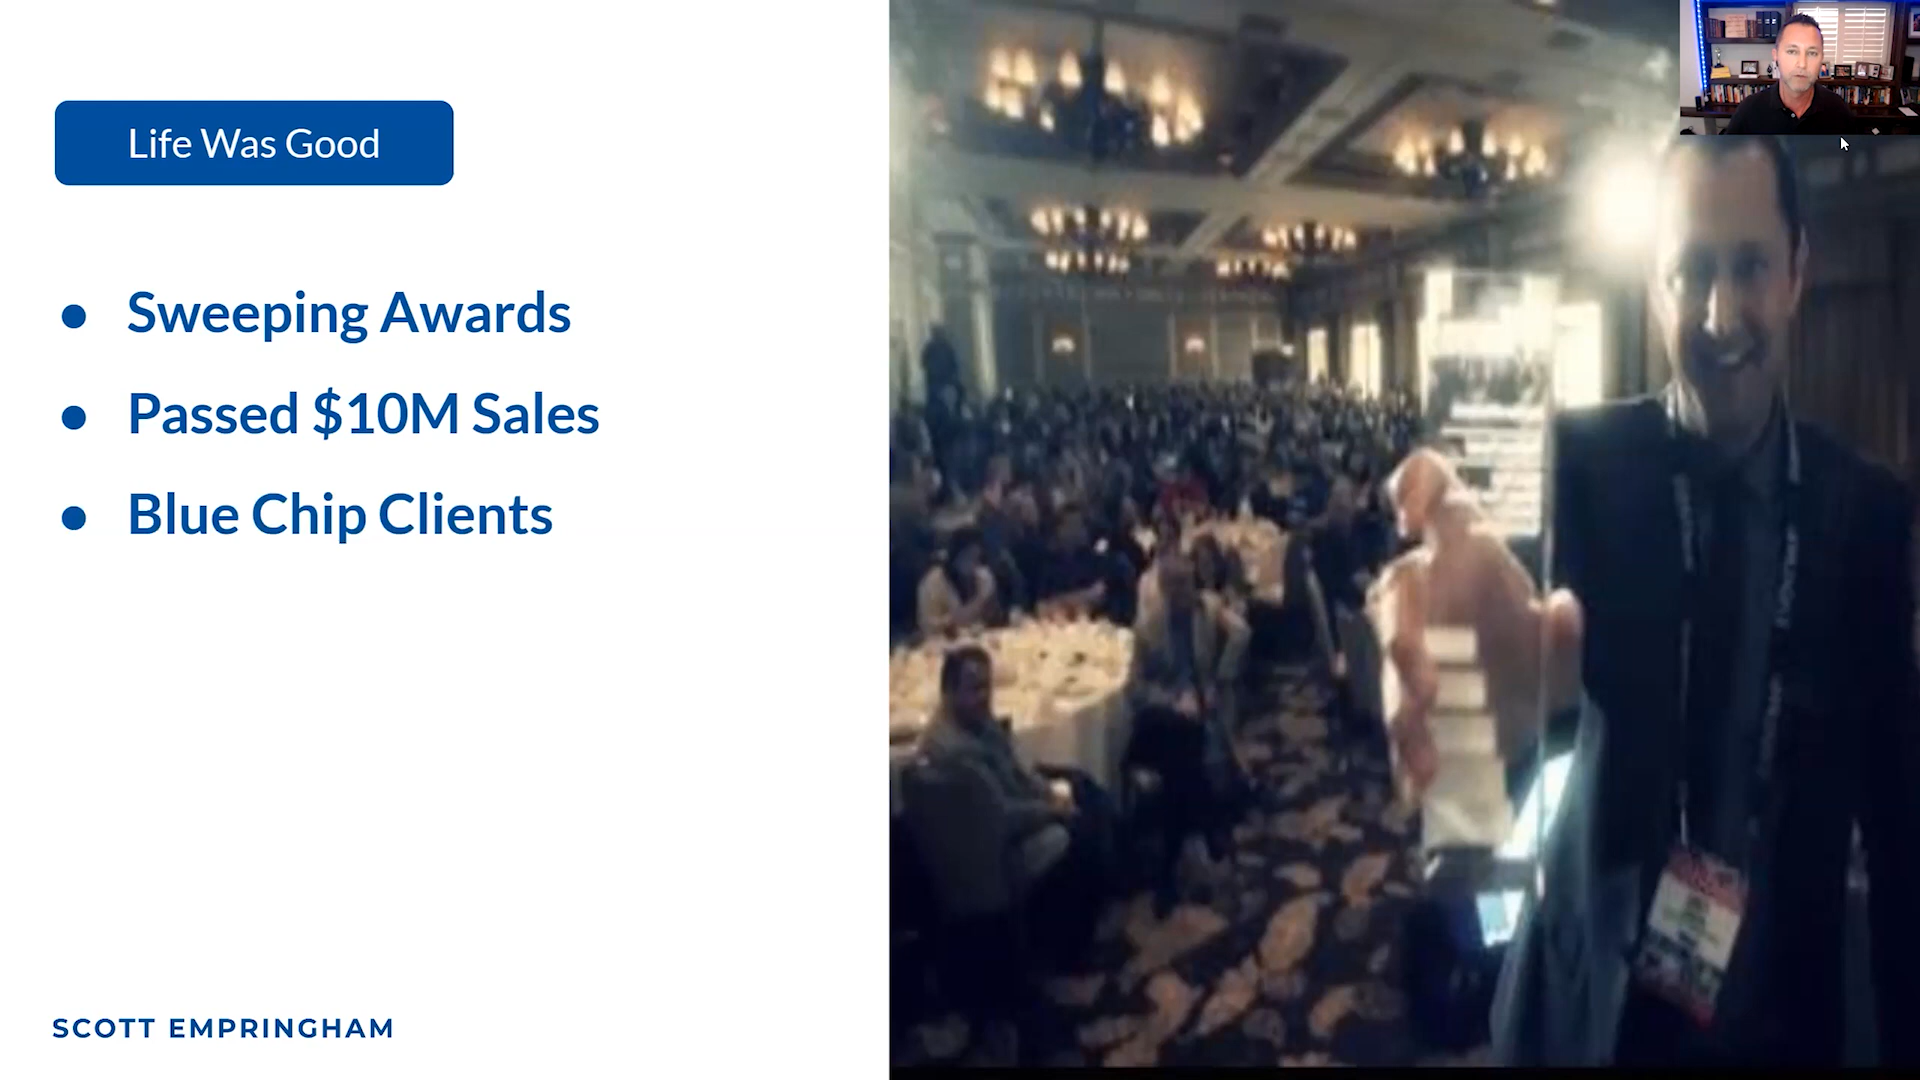 Life Was Good
● Sweeping Awards
● Passed $10M Sales
● Blue Chip Clients
SCOTT EMPRINGHAM